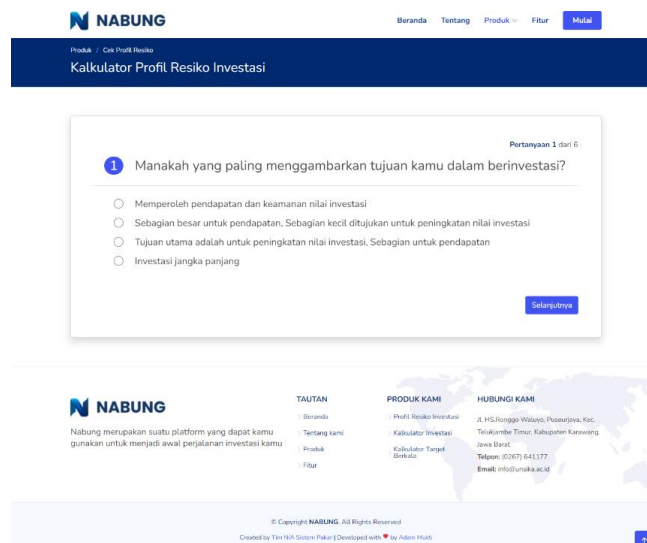 NABUNG
Beranda Tentang Produk Fitur Mulai
Produk / Cek Profil Resiko
Kalkulator Profil Resiko Investasi
Pertanyaan 1 dari 6
1 Manakah yang paling menggambarkan tujuan kamu dalam berinvestasi?
Memperoleh pendapatan dan keamanan nilai investasi
Sebagian besar untuk pendapatan, Sebagian kecil ditujukan untuk peningkatan nilai investasi
Tujuan utama adalah untuk peningkatan nilai investasi, Sebagian untuk pendapatan
Investasi jangka panjang
Selanjutnya
NABUNG
Nabung merupakan suatu platform yang dapat kamu
gunakan untuk menjadi awal perjalanan investasi kamu
TAUTAN
Beranda
Tentang kami
Produk
Fitur
PRODUK KAMI
Profil Resiko Investasi
Kalkulator Investasi
Kalkulator Target
Berkala
HUBUNGI KAMI
Jl. HS.Ronggo Waluyo, Puseurjaya, Kec.
Telukjambe Timur, Kabupaten Karawang,
Jawa Barat
Telpon: (0267) 641177
Email: info@unsika.ac.id
© Copyright NABUNG. All Rights Reserved
Created by Tim N/A Sistem Pakar | Developed with ♥ by Adam Mukti